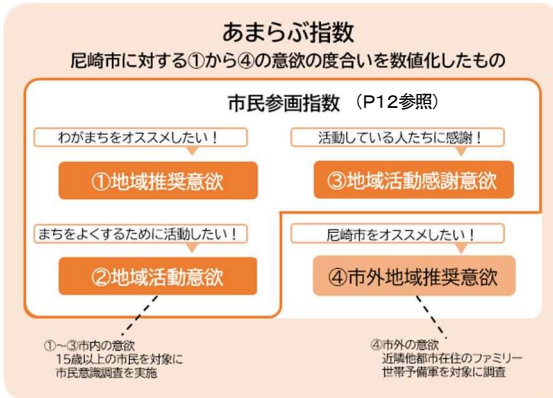 あまらぶ指数
尼崎市に対する①から④の意欲の度合いを数値化したもの
市民参画指数 （P12参照）
わがまちをオススメしたい！
①地域推奨意欲
活動している人たちに感謝！
③地域活動感謝意欲
まちをよくするために活動したい！
②地域活動意欲
尼崎市をオススメしたい！
④市外地域推奨意欲
①～③市内の意欲
15歳以上の市民を対象に
市民意識調査を実施
④市外の意欲
近隣他都市在住のファミリー
世帯予備軍を対象に調査